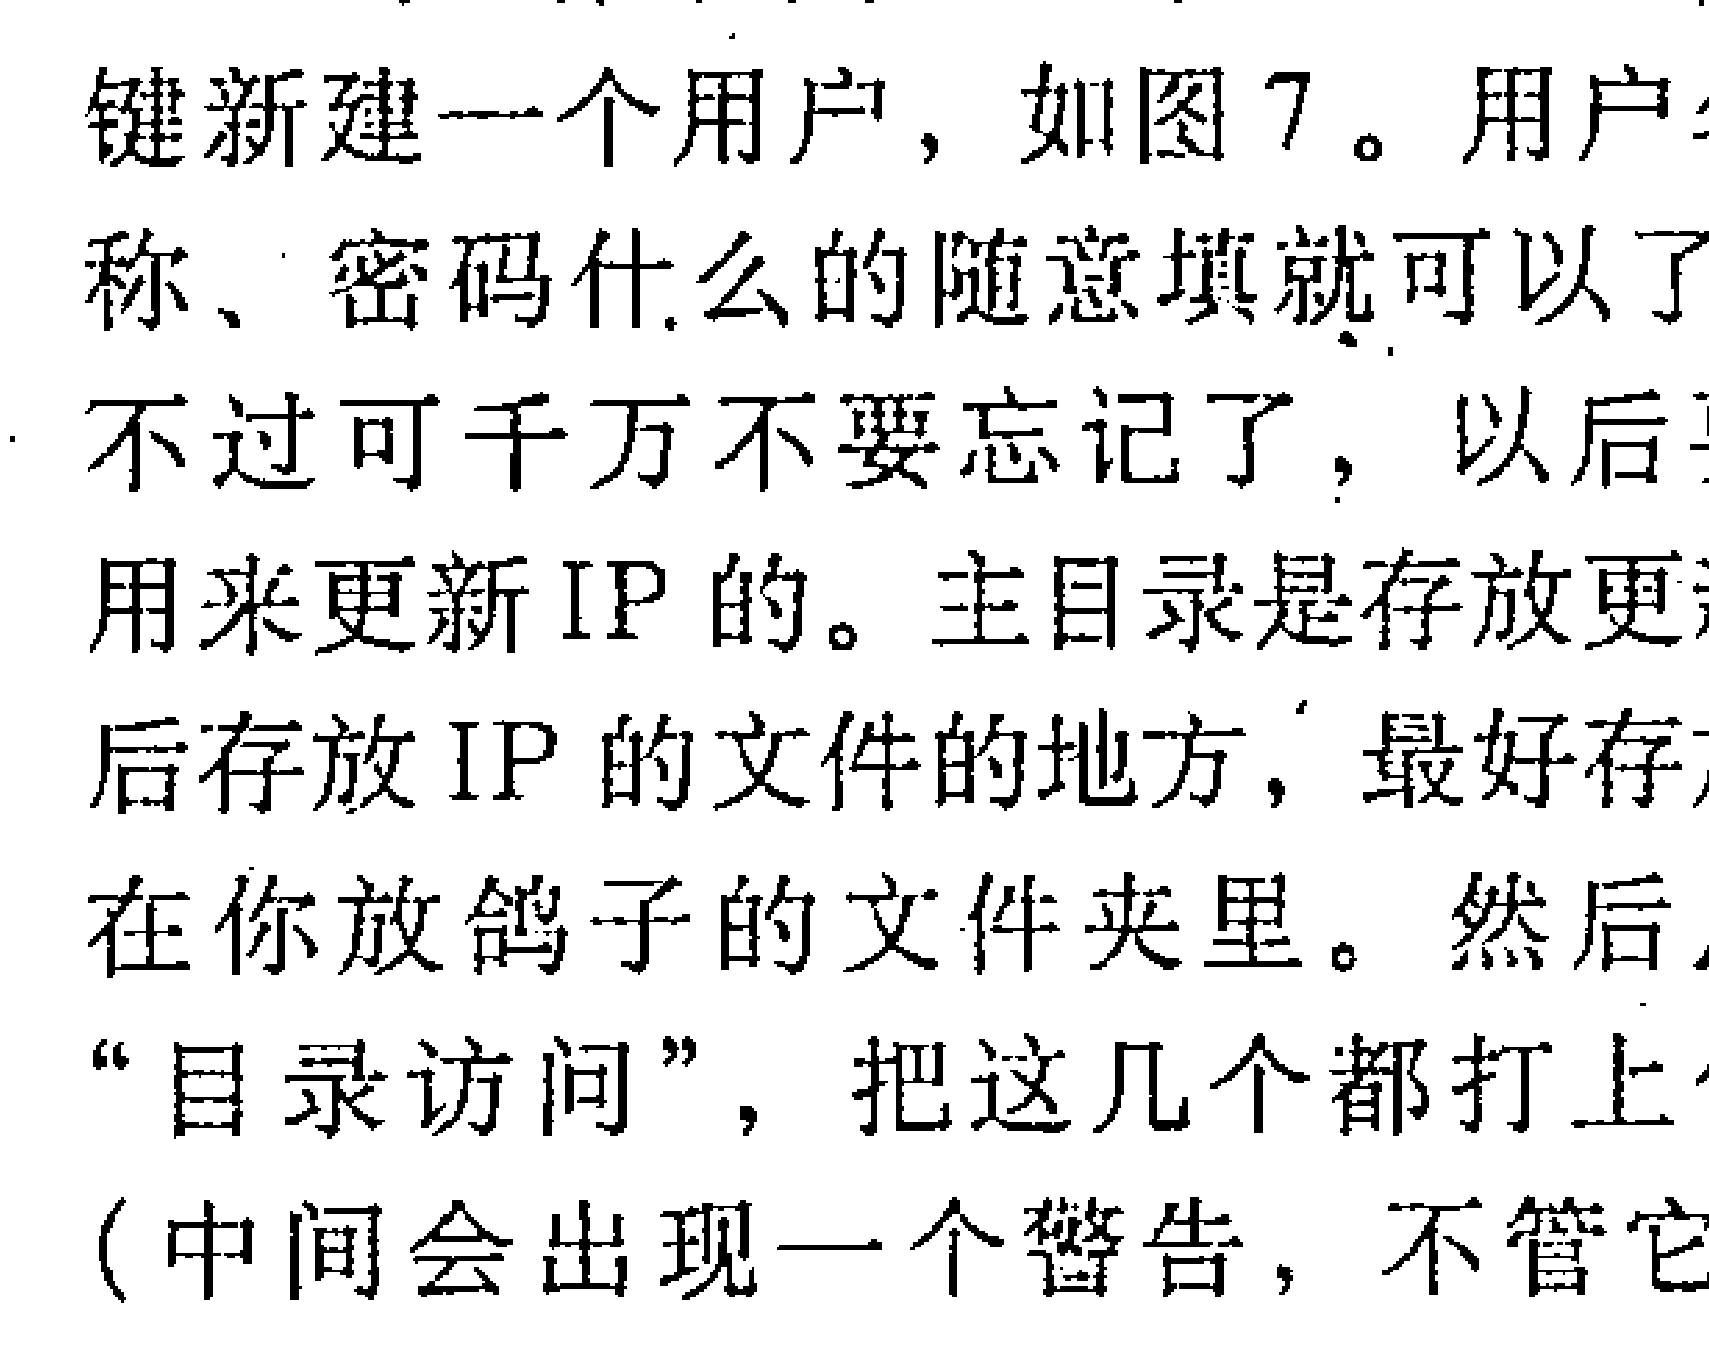 键新建一个用户，如图7。用户
称、密码什么的随意填就可以了
不过可千万不要忘记了，以后
用来更新IP的。主目录是存放更
后存放IP的文件的地方，最好存
在你放鸽子的文件夹里。然后
“目录访问”，把这几个都打上
（中间会出现一个警告，不管它